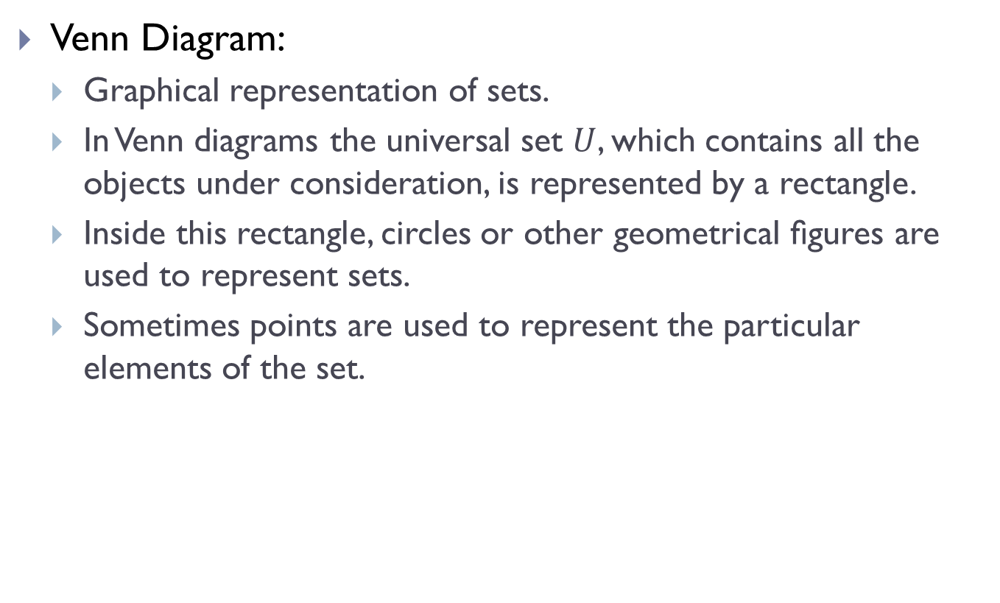 Venn Diagram:
Graphical representation of sets.
In Venn diagrams the universal set U, which contains all the
objects under consideration, is represented by a rectangle.
Inside this rectangle, circles or other geometrical figures are
used to represent sets.
Sometimes points are used to represent the particular
elements of the set.